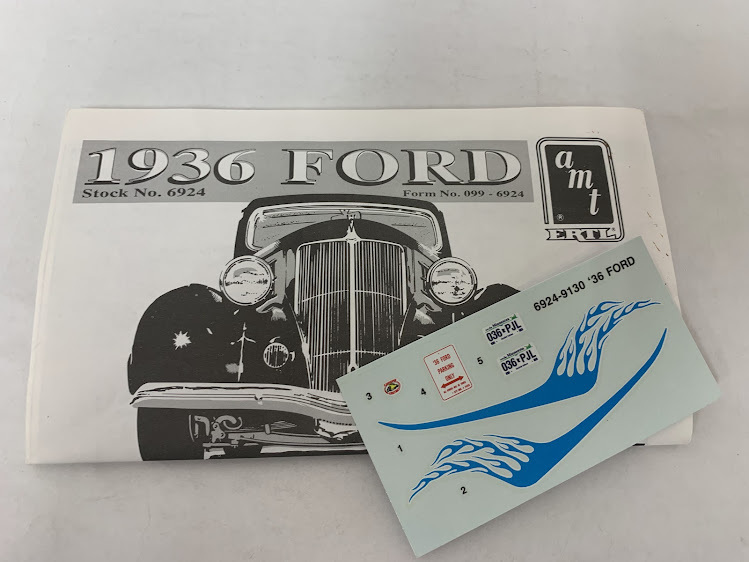 1936 FORD
Stock No. 6924
Form No. 099 - 6924
amt
®
ERTL
6924-9130 '36 FORD
036 PJL
5
036 PJL
'36 FORD
PARKING
ONLY
3
4
1
2